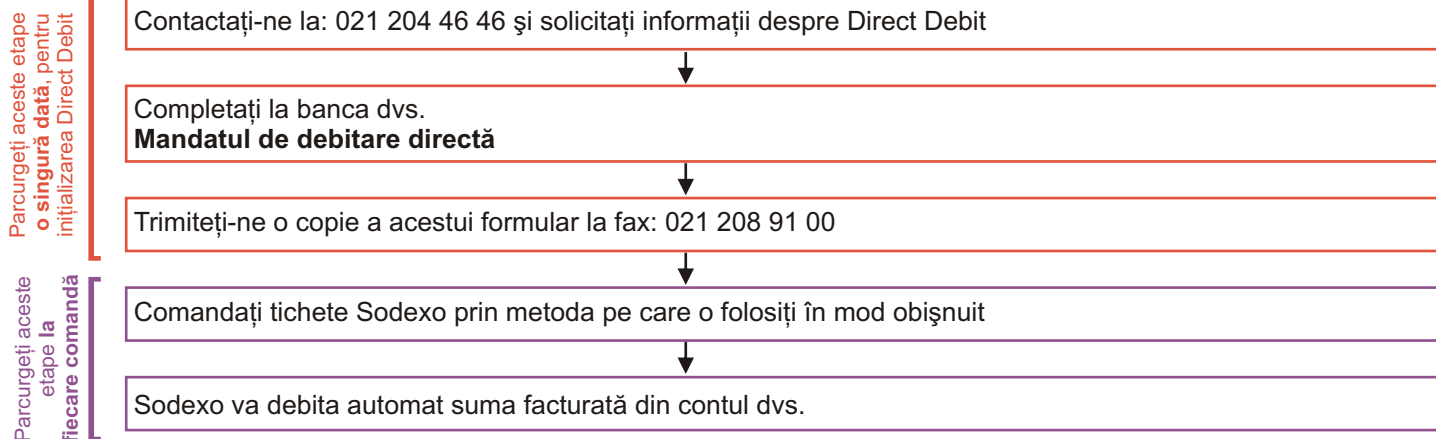 Parcurgeți aceste etape
o singură dată, pentru
inițializarea Direct Debit
Contactați-ne la: 021 204 46 46 şi solicitați informații despre Direct Debit
Completați la banca dvs.
Mandatul de debitare directă
Trimiteți-ne o copie a acestui formular la fax: 021 208 91 00
Parcurgeți aceste
etape la
fiecare comandă
Comandați tichete Sodexo prin metoda pe care o folosiți în mod obişnuit
Sodexo va debita automat suma facturată din contul dvs.